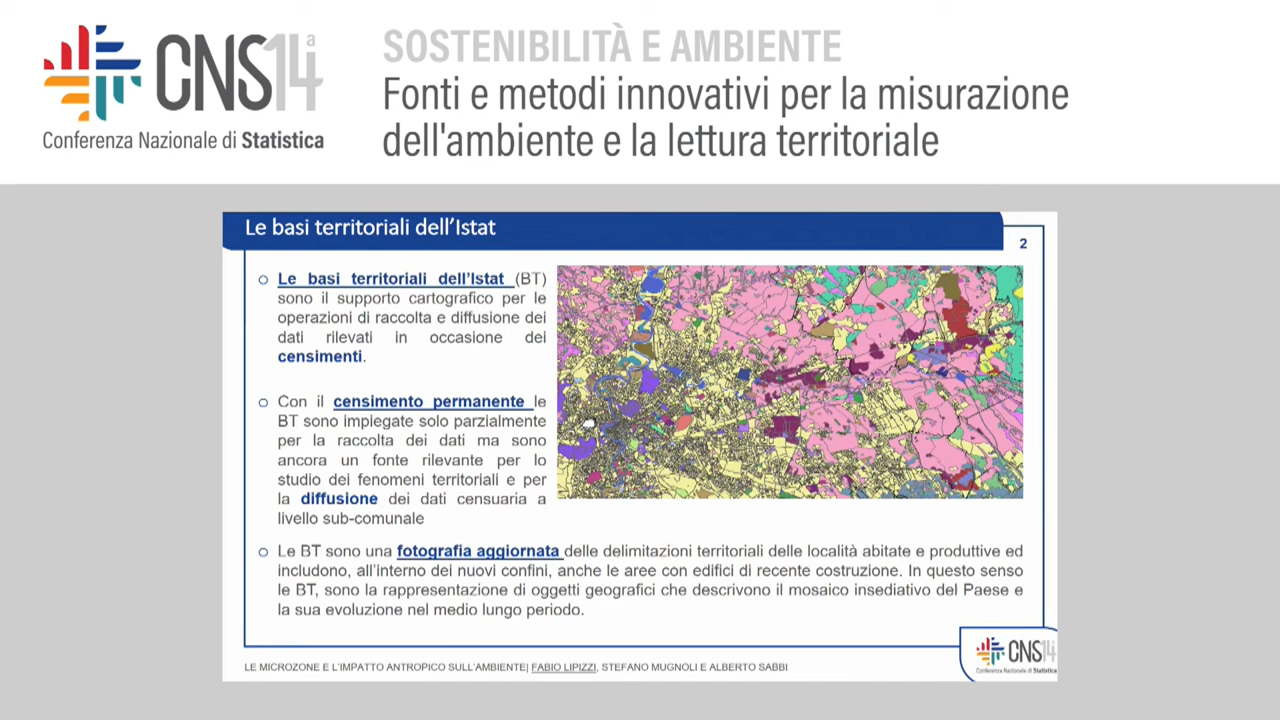 CNS14ª
Conferenza Nazionale di Statistica
SOSTENIBILITÀ E AMBIENTE
Fonti e metodi innovativi per la misurazione
dell'ambiente e la lettura territoriale
Le basi territoriali dell'Istat
2
Le basi territoriali dell'Istat (BT)
sono il supporto cartografico per le
operazioni di raccolta e diffusione dei
dati rilevati in occasione dei
censimenti.
Con il censimento permanente le
BT sono impiegate solo parzialmente
per la raccolta dei dati ma sono
ancora un fonte rilevante per lo
studio dei fenomeni territoriali e per
la diffusione dei dati censuaria a
livello sub-comunale
Le BT sono una fotografia aggiornata delle delimitazioni territoriali delle località abitate e produttive ed
includono, all'interno dei nuovi confini, anche le aree con edifici di recente costruzione. In questo senso
le BT, sono la rappresentazione di oggetti geografici che descrivono il mosaico insediativo del Paese e
la sua evoluzione nel medio lungo periodo.
LE MICROZONE E L'IMPATTO ANTROPICO SULL'AMBIENTE| FABIO LIPIZZI, STEFANO MUGNOLI E ALBERTO SABBI
CNS14
Conferenza Nazionale di Statistica